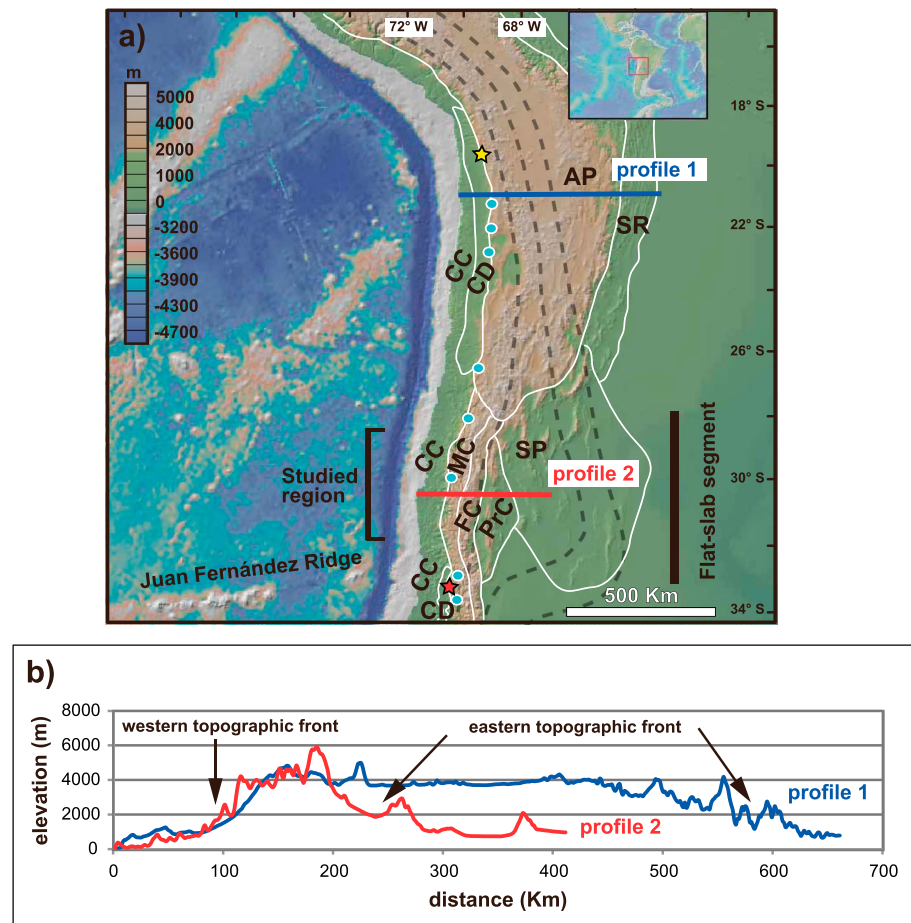 a)
72° W
68° W
m
5000
4000
2000
1000
0
-3200
-3600
-3900
-4300
-4700
18° S
22° S
26° S
30° S
34° S
AP
profile 1
SR
CC
CD
CC
MC
SP
profile 2
Studied
region
FC
PrC
Flat-slab segment
Juan Fernández Ridge
CC
CD
500 Km
b)
elevation (m)
8000
6000
4000
2000
0
western topographic front
eastern topographic front
profile 1
profile 2
0
100
200
300
400
500
600
700
distance (Km)